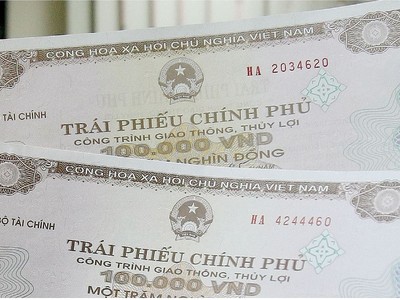 CỘNG HÒA XÃ HỘI CHỦ NGHĨA VIỆT NAM
HA 2034620
TÀI CHÍNH
TRÁI PHIẾU CHÍNH PHỦ
CÔNG TRÌNH GIAO THÔNG, THỦY LỢI
100.000 VND
NGHÌN ĐỒNG
CỘNG HÒA XÃ HỘI CHỦ NGHĨA VIỆT NAM
BỘ TÀI CHÍNH
HA 4244460
TRÁI PHIẾU CHÍNH PHỦ
CÔNG TRÌNH GIAO THÔNG, THỦY LỢI
100.000 VND
MỘT TRĂM